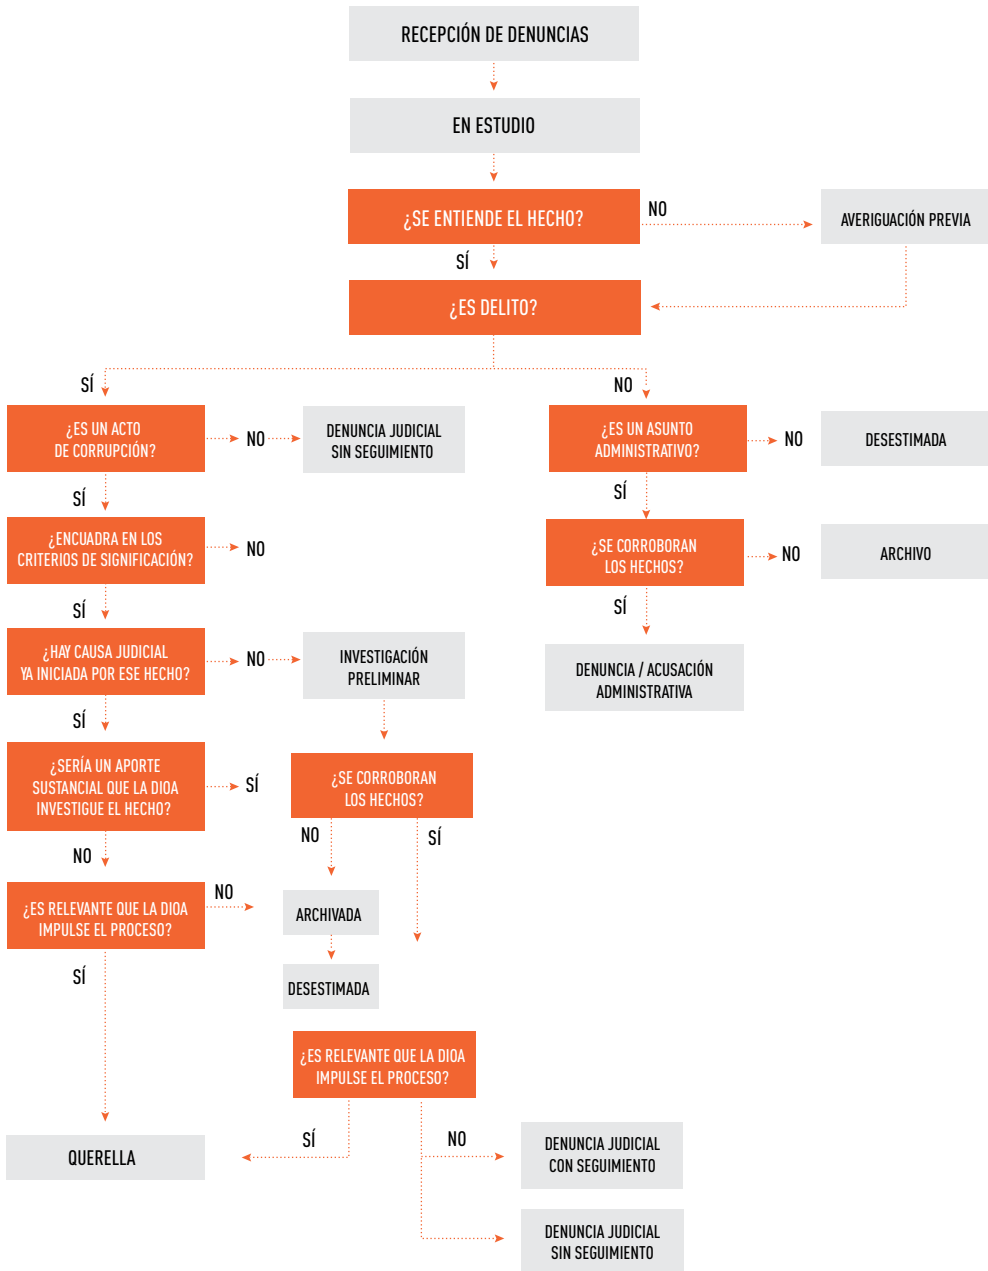 RECEPCIÓN DE DENUNCIAS
EN ESTUDIO
¿SE ENTIENDE EL HECHO?
NO
AVERIGUACIÓN PREVIA
SÍ
¿ES DELITO?
SÍ
NO
¿ES UN ACTO
DE CORRUPCIÓN?
NO
DENUNCIA JUDICIAL
SIN SEGUIMIENTO
¿ES UN ASUNTO
ADMINISTRATIVO?
NO
DESESTIMADA
SÍ
SÍ
¿ENCUADRA EN LOS
CRITERIOS DE SIGNIFICACIÓN?
NO
¿SE CORROBORAN
LOS HECHOS?
NO
ARCHIVO
SÍ
SÍ
¿HAY CAUSA JUDICIAL
YA INICIADA POR ESE HECHO?
NO
INVESTIGACIÓN
PRELIMINAR
DENUNCIA / ACUSACIÓN
ADMINISTRATIVA
SÍ
¿SERÍA UN APORTE
SUSTANCIAL QUE LA DIOA
INVESTIGUE EL HECHO?
SÍ
¿SE CORROBORAN
LOS HECHOS?
NO
SÍ
NO
¿ES RELEVANTE QUE LA DIOA
IMPULSE EL PROCESO?
NO
ARCHIVADA
SÍ
DESESTIMADA
¿ES RELEVANTE QUE LA DIOA
IMPULSE EL PROCESO?
SÍ
NO
QUERELLA
DENUNCIA JUDICIAL
CON SEGUIMIENTO
DENUNCIA JUDICIAL
SIN SEGUIMIENTO